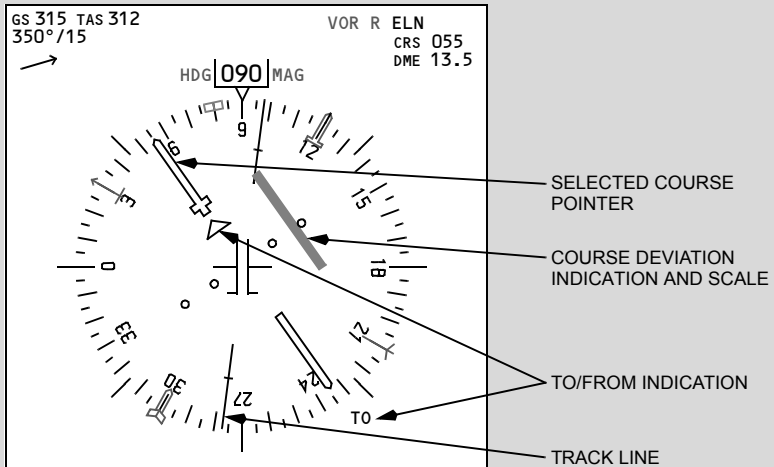 GS 315 TAS 312
350°/15
VOR R ELN
CRS 055
DME 13.5
HDG 090 MAG
9
12
15
18
21
24
27
30
33
0
3
6
TO
SELECTED COURSE
POINTER
COURSE DEVIATION
INDICATION AND SCALE
TO/FROM INDICATION
TRACK LINE